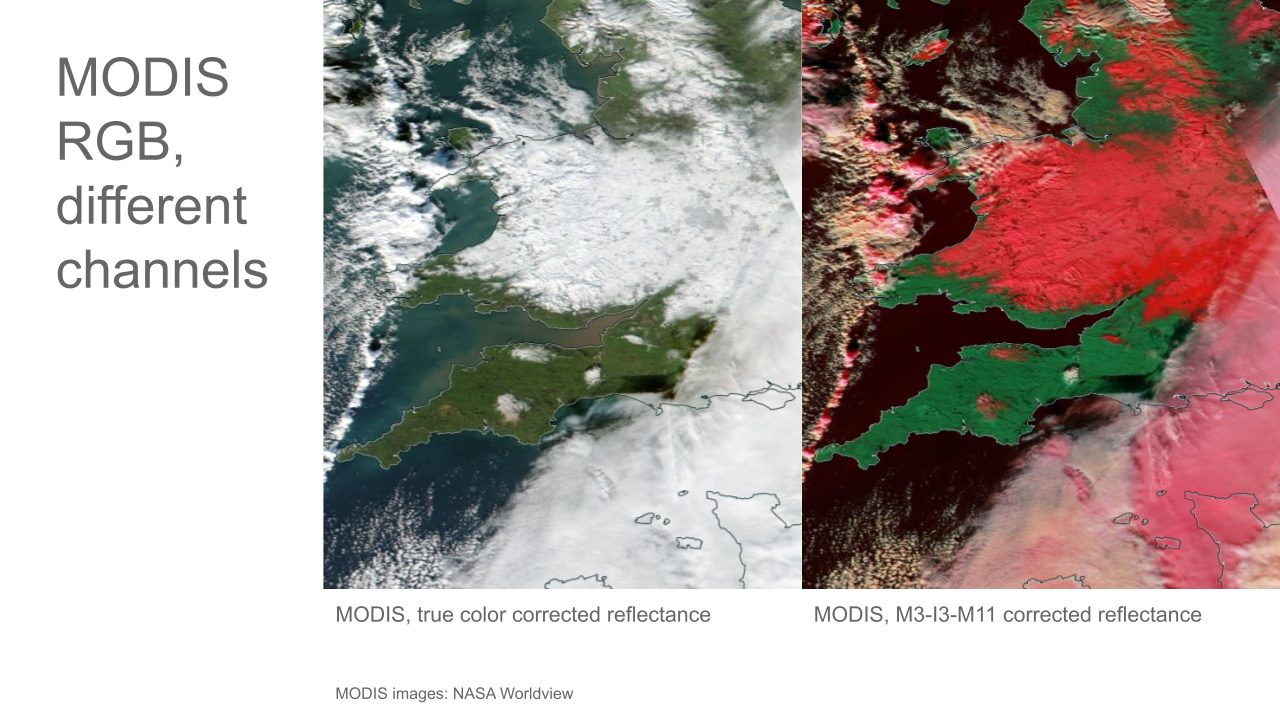 MODIS
RGB,
different
channels
MODIS, true color corrected reflectance
MODIS, M3-I3-M11 corrected reflectance
MODIS images: NASA Worldview